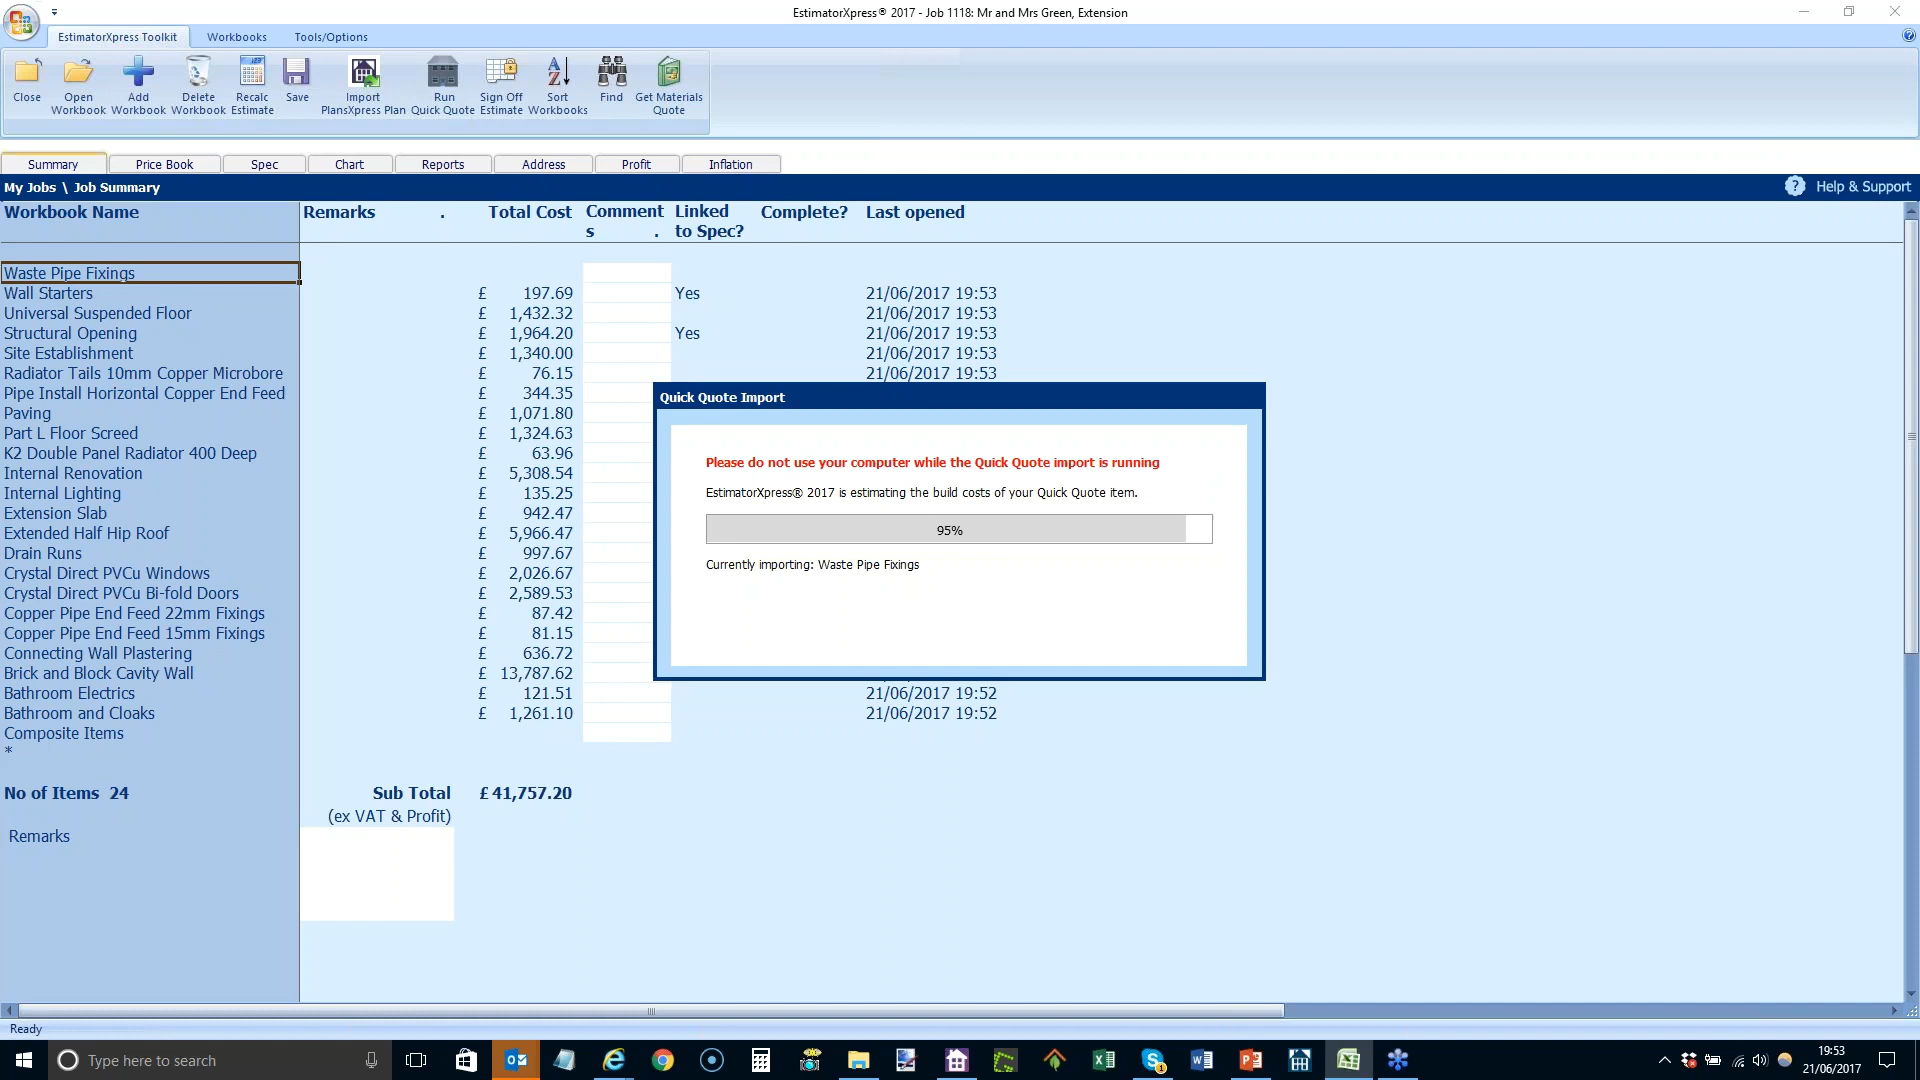 EstimatorXpress® 2017 - Job 1118: Mr and Mrs Green, Extension
EstimatorXpress Toolkit Workbooks Tools/Options
Close Open Workbook Add Workbook Delete Workbook Recalc Estimate Save Import PlansXpress Plan Run Quick Quote Sign Off Estimate Sort Workbooks Find Get Materials Quote
Summary Price Book Spec Chart Reports Address Profit Inflation
My Jobs \ Job Summary Help & Support
Workbook Name Remarks . Total Cost Comments . Linked to Spec? Complete? Last opened
Waste Pipe Fixings
Wall Starters £ 197.69 Yes 21/06/2017 19:53
Universal Suspended Floor £ 1,432.32 21/06/2017 19:53
Structural Opening £ 1,964.20 Yes 21/06/2017 19:53
Site Establishment £ 1,340.00 21/06/2017 19:53
Radiator Tails 10mm Copper Microbore £ 76.15 21/06/2017 19:53
Pipe Install Horizontal Copper End Feed £ 344.35
Paving £ 1,071.80
Part L Floor Screed £ 1,324.63
K2 Double Panel Radiator 400 Deep £ 63.96
Internal Renovation £ 5,308.54
Internal Lighting £ 135.25
Extension Slab £ 942.47
Extended Half Hip Roof £ 5,966.47
Drain Runs £ 997.67
Crystal Direct PVCu Windows £ 2,026.67
Crystal Direct PVCu Bi-fold Doors £ 2,589.53
Copper Pipe End Feed 22mm Fixings £ 87.42
Copper Pipe End Feed 15mm Fixings £ 81.15
Connecting Wall Plastering £ 636.72
Brick and Block Cavity Wall £ 13,787.62
Bathroom Electrics £ 121.51 21/06/2017 19:52
Bathroom and Cloaks £ 1,261.10 21/06/2017 19:52
Composite Items
*
No of Items 24 Sub Total £ 41,757.20
(ex VAT & Profit)
Remarks
Quick Quote Import
Please do not use your computer while the Quick Quote import is running
EstimatorXpress® 2017 is estimating the build costs of your Quick Quote item.
95%
Currently importing: Waste Pipe Fixings
Ready
Type here to search
19:53
21/06/2017